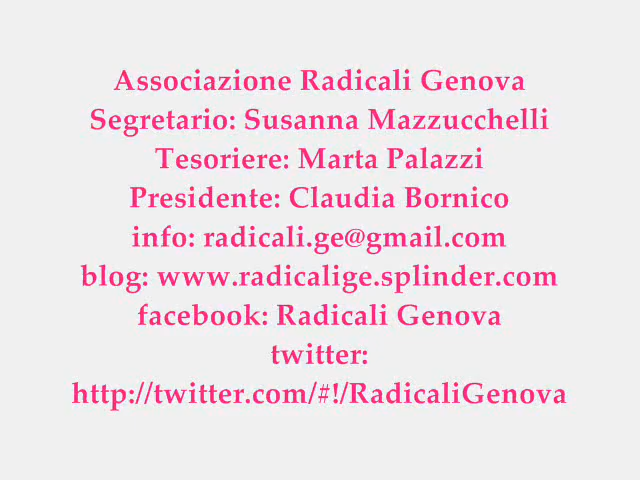 Associazione Radicali Genova
Segretario: Susanna Mazzucchelli
Tesoriere: Marta Palazzi
Presidente: Claudia Bornico
info: radicali.ge@gmail.com
blog: www.radicalige.splinder.com
facebook: Radicali Genova
twitter:
http://twitter.com/#!/RadicaliGenova